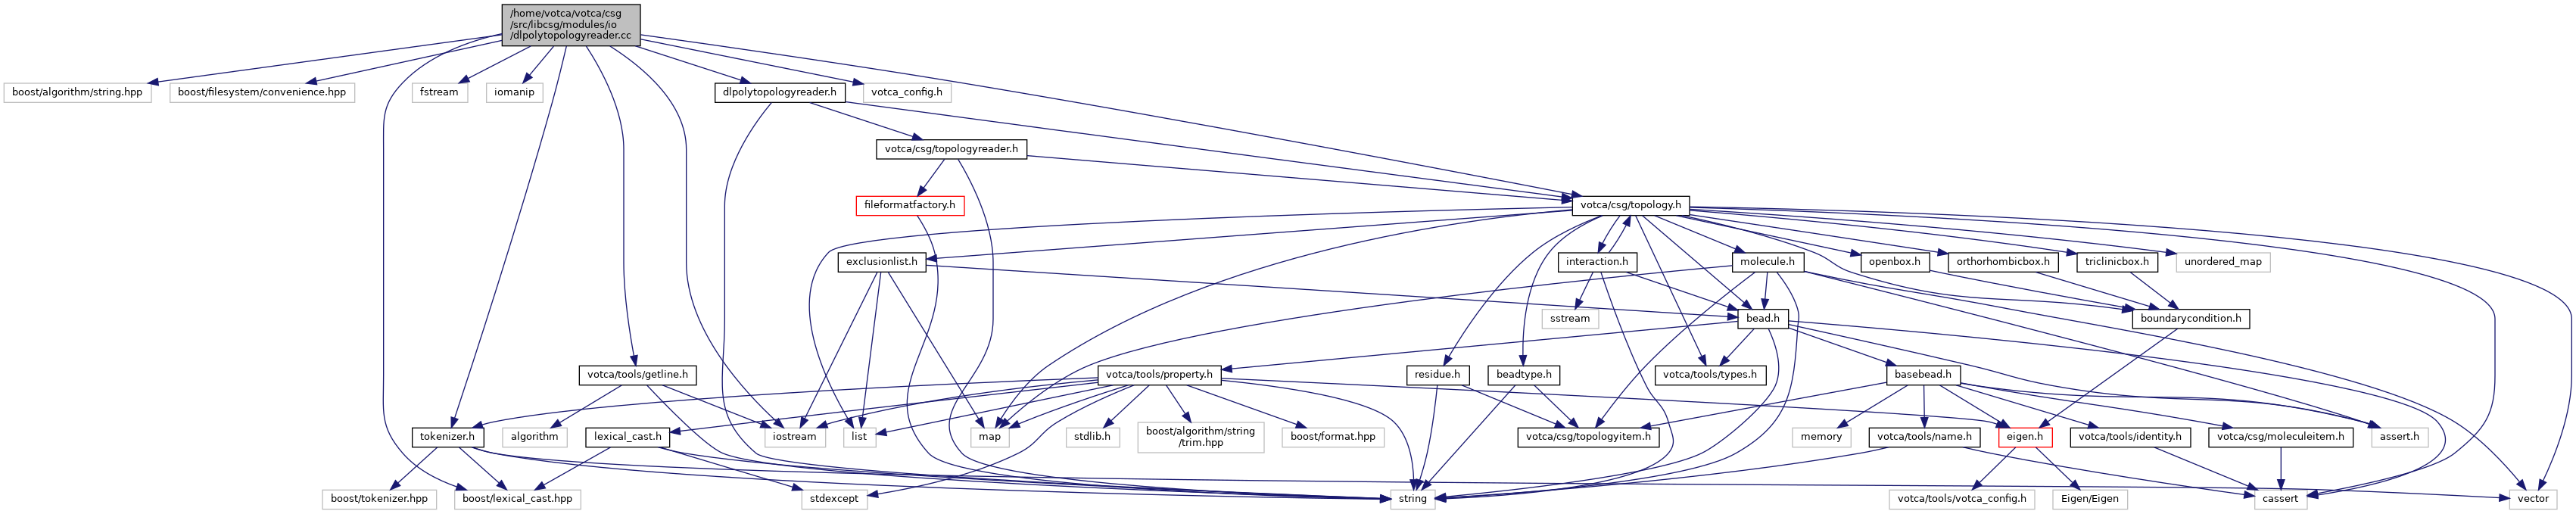 /home/votca/votca/csg
/src/libcsg/modules/io
/dlpolytopologyreader.cc
boost/algorithm/string.hpp
boost/filesystem/convenience.hpp
fstream
iomanip
dlpolytopologyreader.h
votca_config.h
votca/csg/topologyreader.h
fileformatfactory.h
votca/csg/topology.h
exclusionlist.h
interaction.h
molecule.h
openbox.h
orthorhombicbox.h
triclinicbox.h
unordered_map
sstream
bead.h
boundarycondition.h
votca/tools/getline.h
votca/tools/property.h
residue.h
beadtype.h
votca/tools/types.h
basebead.h
tokenizer.h
algorithm
lexical_cast.h
iostream
list
map
stdlib.h
boost/algorithm/string
/trim.hpp
boost/format.hpp
votca/csg/topologyitem.h
memory
votca/tools/name.h
eigen.h
votca/tools/identity.h
votca/csg/moleculeitem.h
assert.h
boost/tokenizer.hpp
boost/lexical_cast.hpp
stdexcept
string
votca/tools/votca_config.h
Eigen/Eigen
cassert
vector